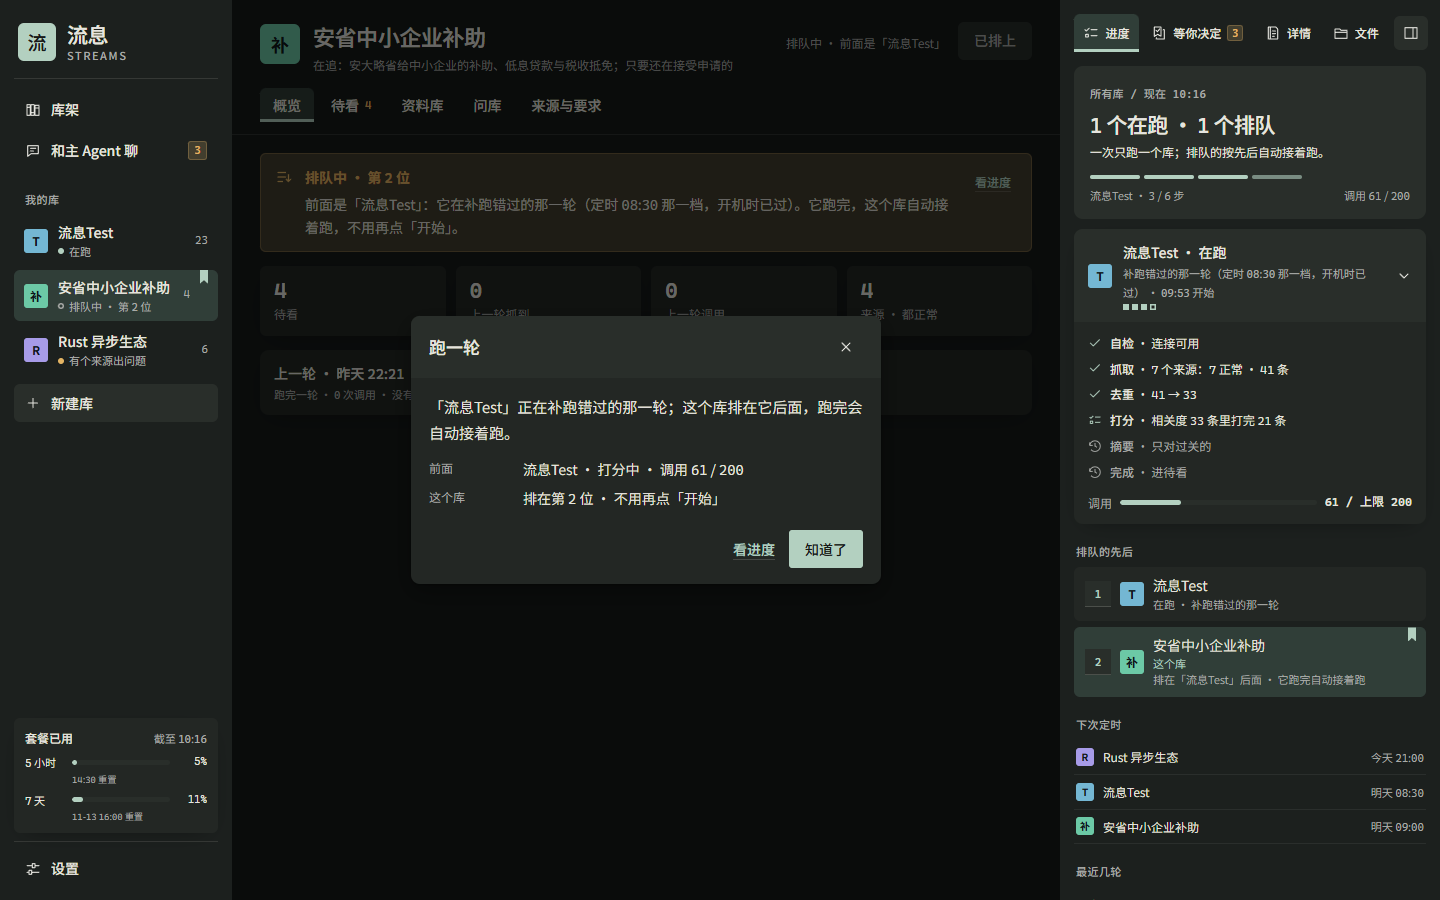 流
流息
STREAMS
库架
和主 Agent 聊
3
我的库
T
流息Test
在跑
23
补
安省中小企业补助
排队中 · 第 2 位
4
R
Rust 异步生态
有个来源出问题
6
新建库
套餐已用
截至 10:16
5 小时
5%
14:30 重置
7 天
11%
11-13 16:00 重置
设置
补
安省中小企业补助
在追：安大略省给中小企业的补助、低息贷款与税收抵免；只要还在接受申请的
排队中 · 前面是「流息Test」
已排上
概览
待看 4
资料库
问库
来源与要求
排队中 · 第 2 位
前面是「流息Test」：它在补跑错过的那一轮（定时 08:30 那一档，开机时已过）。它跑完，这个库自动接
着跑，不用再点「开始」。
看进度
4
待看
0
上一轮抓到
0
上一轮调用
4
来源 · 都正常
上一轮 · 昨天 22:21
跑完一轮 · 0 次调用 · 没有
跑一轮
「流息Test」正在补跑错过的那一轮；这个库排在它后面，跑完会
自动接着跑。
前面
流息Test · 打分中 · 调用 61 / 200
这个库
排在第 2 位 · 不用再点「开始」
看进度
知道了
进度
等你决定 3
详情
文件
所有库 / 现在 10:16
1 个在跑 · 1 个排队
一次只跑一个库；排队的按先后自动接着跑。
流息Test · 3 / 6 步
调用 61 / 200
T
流息Test · 在跑
补跑错过的那一轮（定时 08:30 那一档，开机时已
过） · 09:53 开始
自检 · 连接可用
抓取 · 7 个来源：7 正常 · 41 条
去重 · 41 → 33
打分 · 相关度 33 条里打完 21 条
摘要 · 只对过关的
完成 · 进待看
调用
61 / 上限 200
排队的先后
1
T
流息Test
在跑 · 补跑错过的那一轮
2
补
安省中小企业补助
这个库
排在「流息Test」后面 · 它跑完自动接着跑
下次定时
R
Rust 异步生态
今天 21:00
T
流息Test
明天 08:30
补
安省中小企业补助
明天 09:00
最近几轮